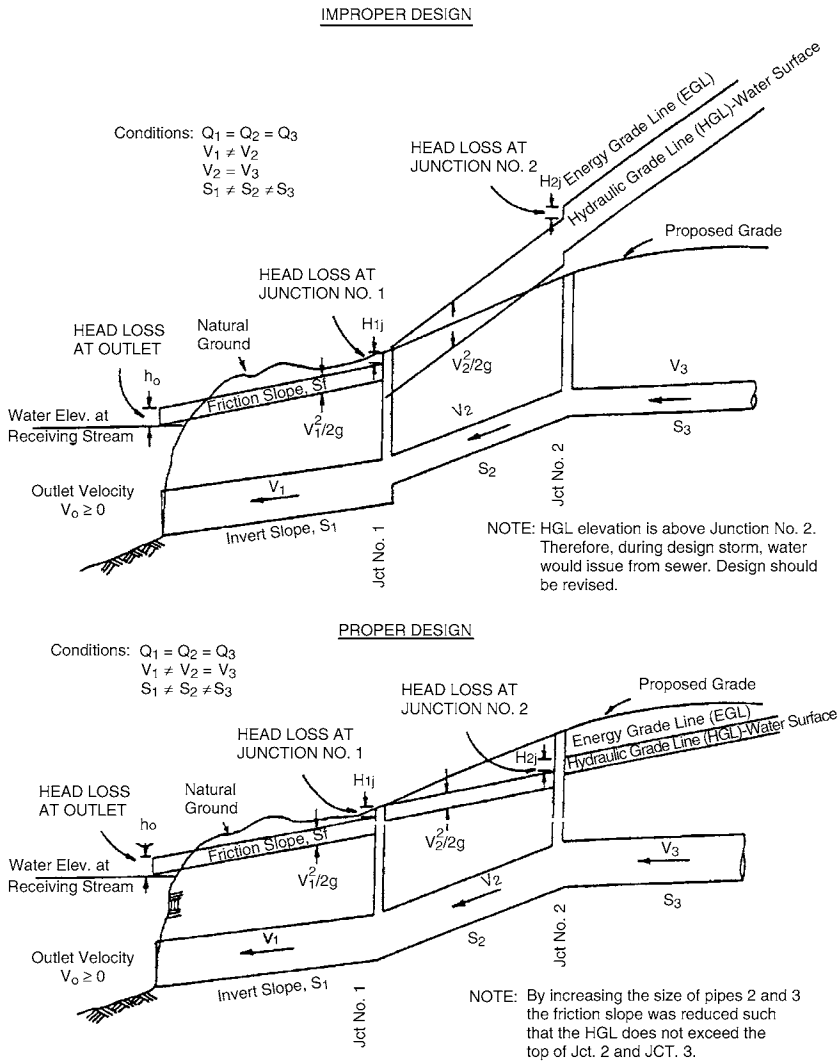 IMPROPER DESIGN
Conditions: Q1 = Q2 = Q3
V1 ≠ V2
V2 = V3
S1 ≠ S2 ≠ S3
HEAD LOSS AT
JUNCTION NO. 2
H2j
Energy Grade Line (EGL)
Hydraulic Grade Line (HGL)-Water Surface
Proposed Grade
HEAD LOSS AT
JUNCTION NO. 1
H1j
HEAD LOSS
AT OUTLET
Natural
Ground
ho
Friction Slope, Sf
V1²/2g
V2²/2g
Water Elev. at
Receiving Stream
V3
V2
S3
S2
Outlet Velocity
Vo ≥ 0
V1
Invert Slope, S1
Jct No. 1
Jct No. 2
NOTE: HGL elevation is above Junction No. 2.
Therefore, during design storm, water
would issue from sewer. Design should
be revised.
PROPER DESIGN
Conditions: Q1 = Q2 = Q3
V1 ≠ V2 = V3
S1 ≠ S2 ≠ S3
HEAD LOSS AT
JUNCTION NO. 2
Proposed Grade
Energy Grade Line (EGL)
Hydraulic Grade Line (HGL)-Water Surface
H2j
HEAD LOSS AT
JUNCTION NO. 1
H1j
HEAD LOSS
AT OUTLET
Natural
Ground
ho
Friction Slope, Sf
V1²/2g
V2²/2g
Water Elev. at
Receiving Stream
V3
V2
S3
S2
V1
Outlet Velocity
Vo ≥ 0
Invert Slope, S1
Jct No. 1
Jct No. 2
NOTE: By increasing the size of pipes 2 and 3
the friction slope was reduced such
that the HGL does not exceed the
top of Jct. 2 and JCT. 3.